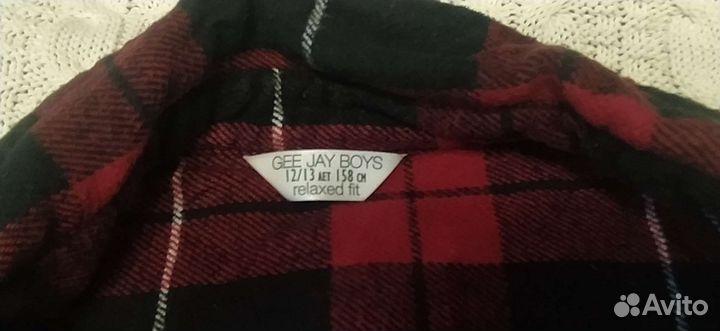 GEE JAY BOYS
12/13 ЛЕТ 158 СМ
relaxed fit
Avito